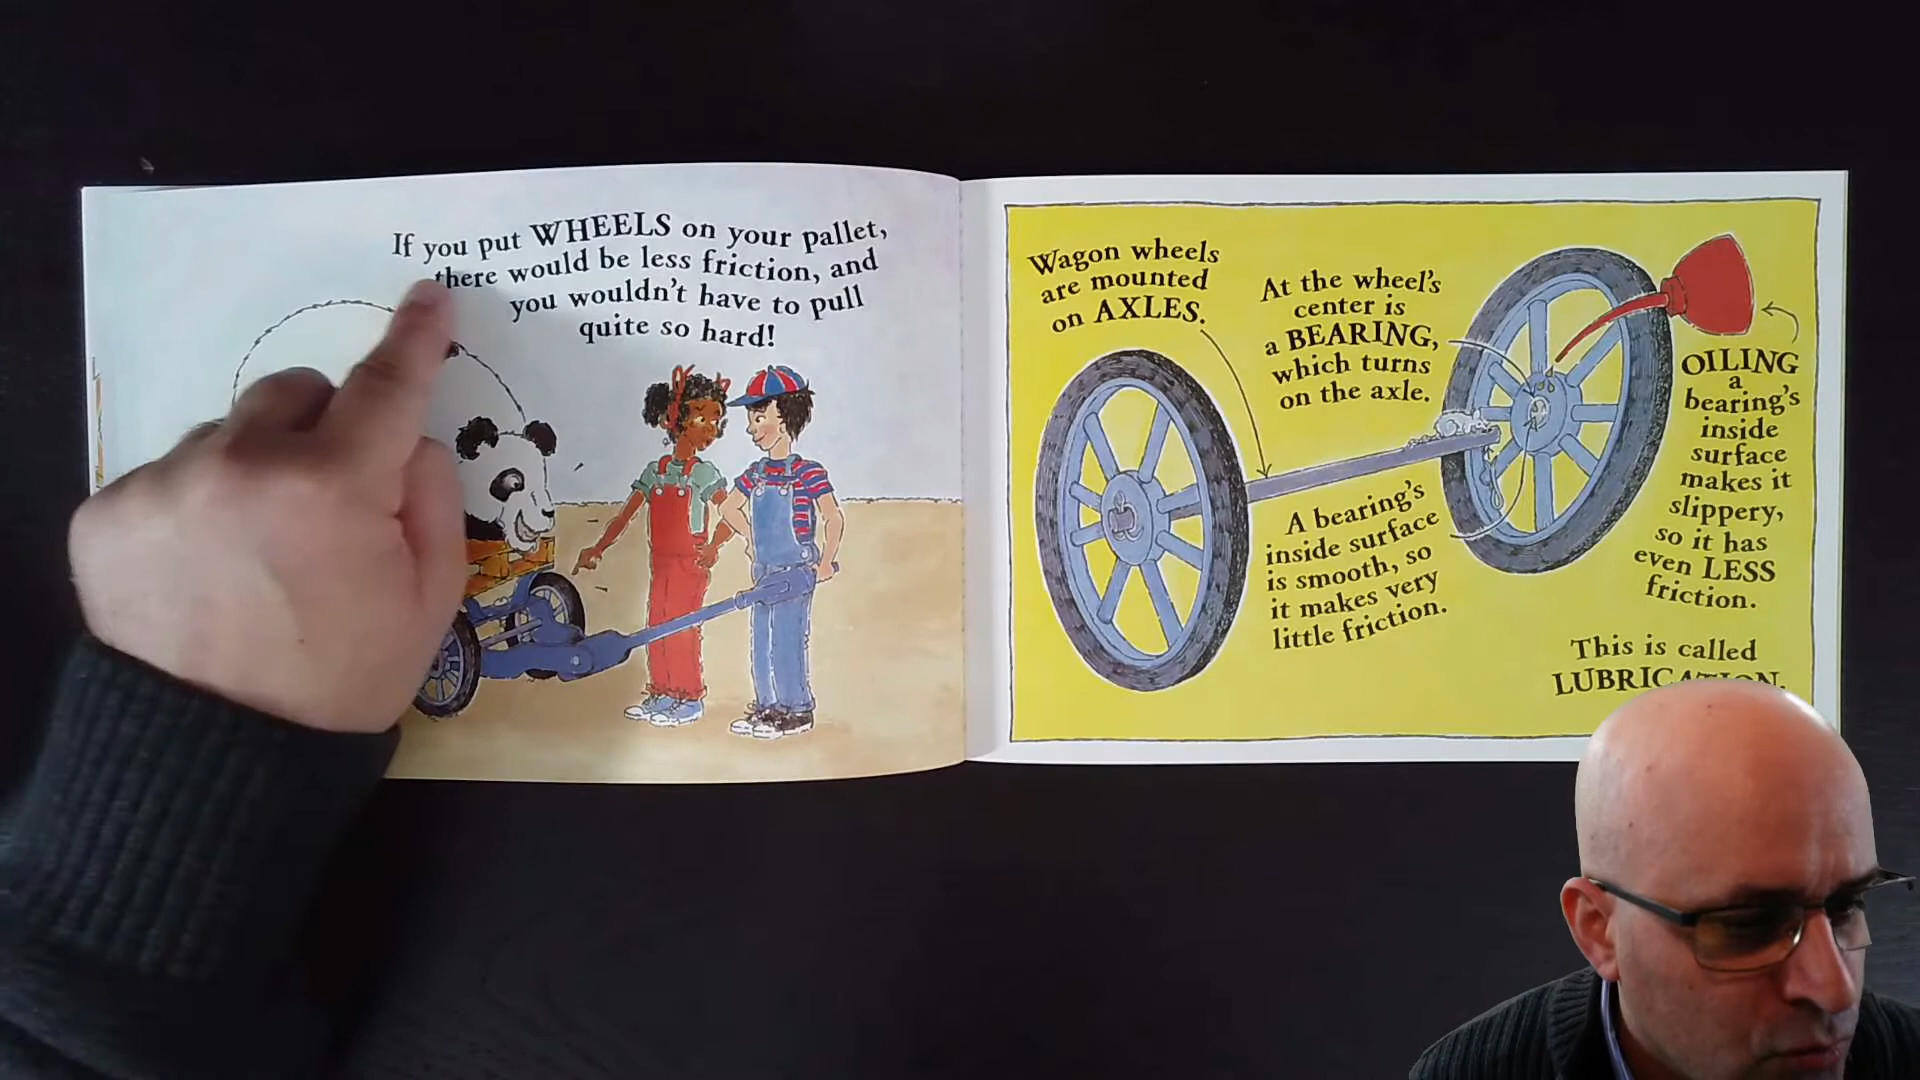 If you put WHEELS on your pallet,
there would be less friction, and
you wouldn't have to pull
quite so hard!
Wagon wheels
are mounted
on AXLES.
At the wheel's
center is
a BEARING,
which turns
on the axle.
A bearing's
inside surface
is smooth, so
it makes very
little friction.
OILING
a
bearing's
inside
surface
makes it
slippery,
so it has
even LESS
friction.
This is called
LUBRICATION.